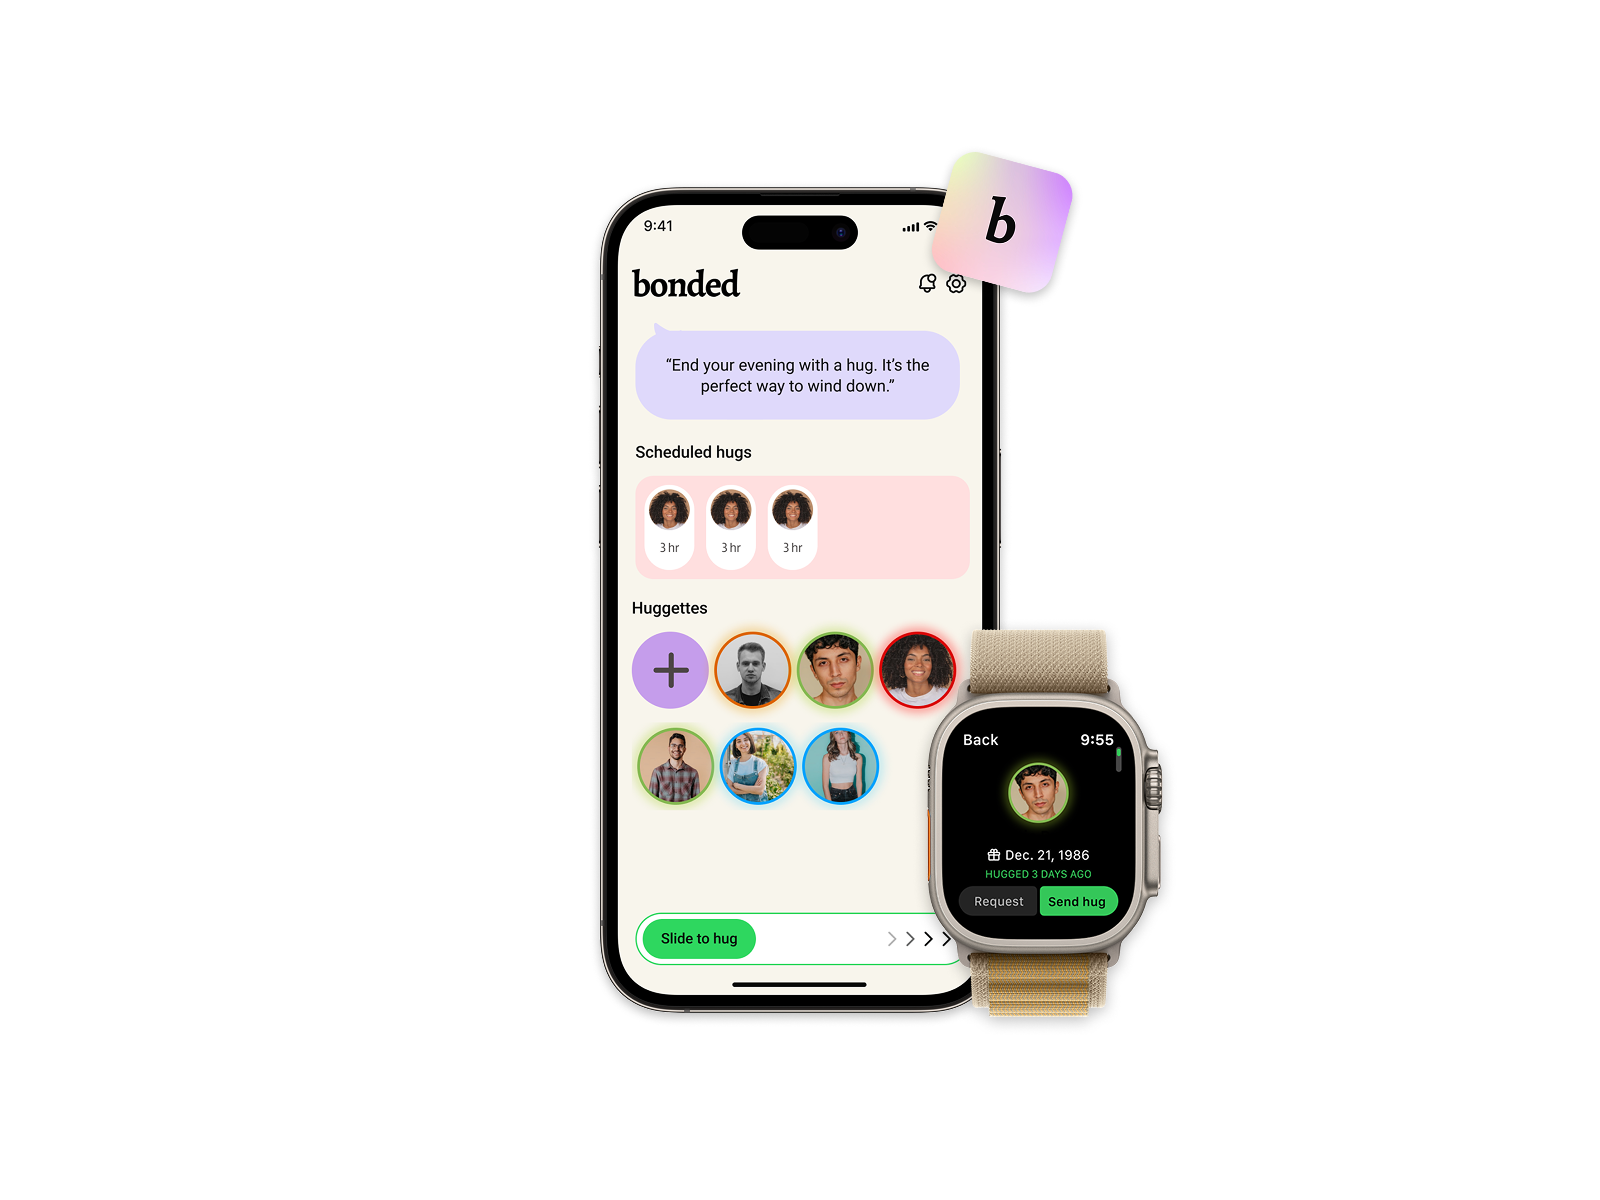 9:41
b
bonded
“End your evening with a hug. It’s the
perfect way to wind down.”
Scheduled hugs
3 hr
3 hr
3 hr
Huggettes
Back
9:55
Dec. 21, 1986
HUGGED 3 DAYS AGO
Request
Send hug
Slide to hug